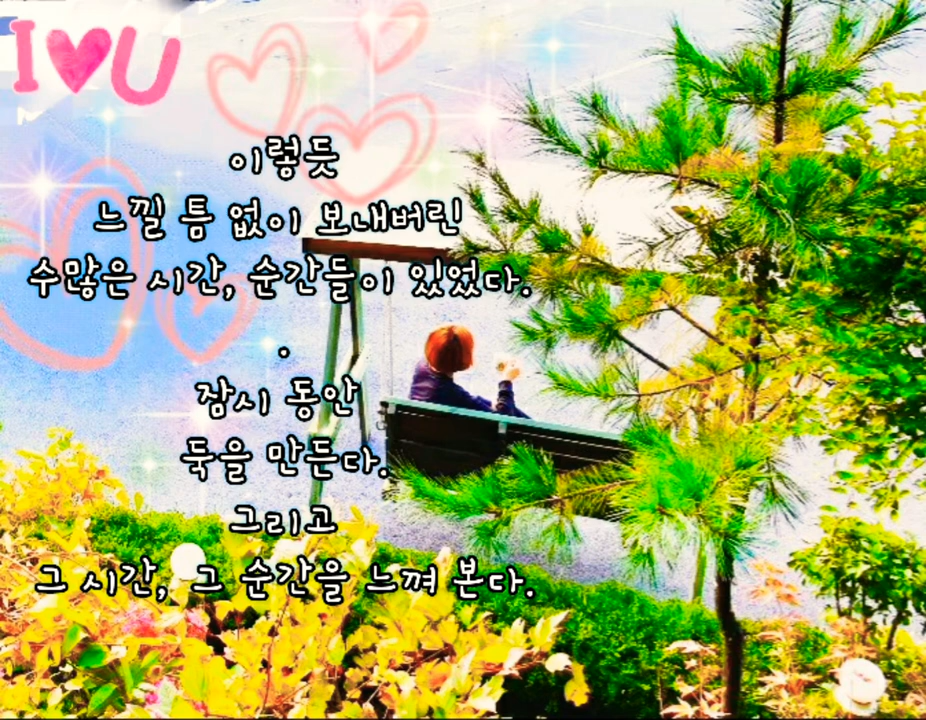 I♥U
이렇듯
느낄 틈 없이 보내버린
수많은 시간, 순간들이 있었다.
.
잠시 동안
둑을 만든다.
그리고
그 시간, 그 순간을 느껴 본다.